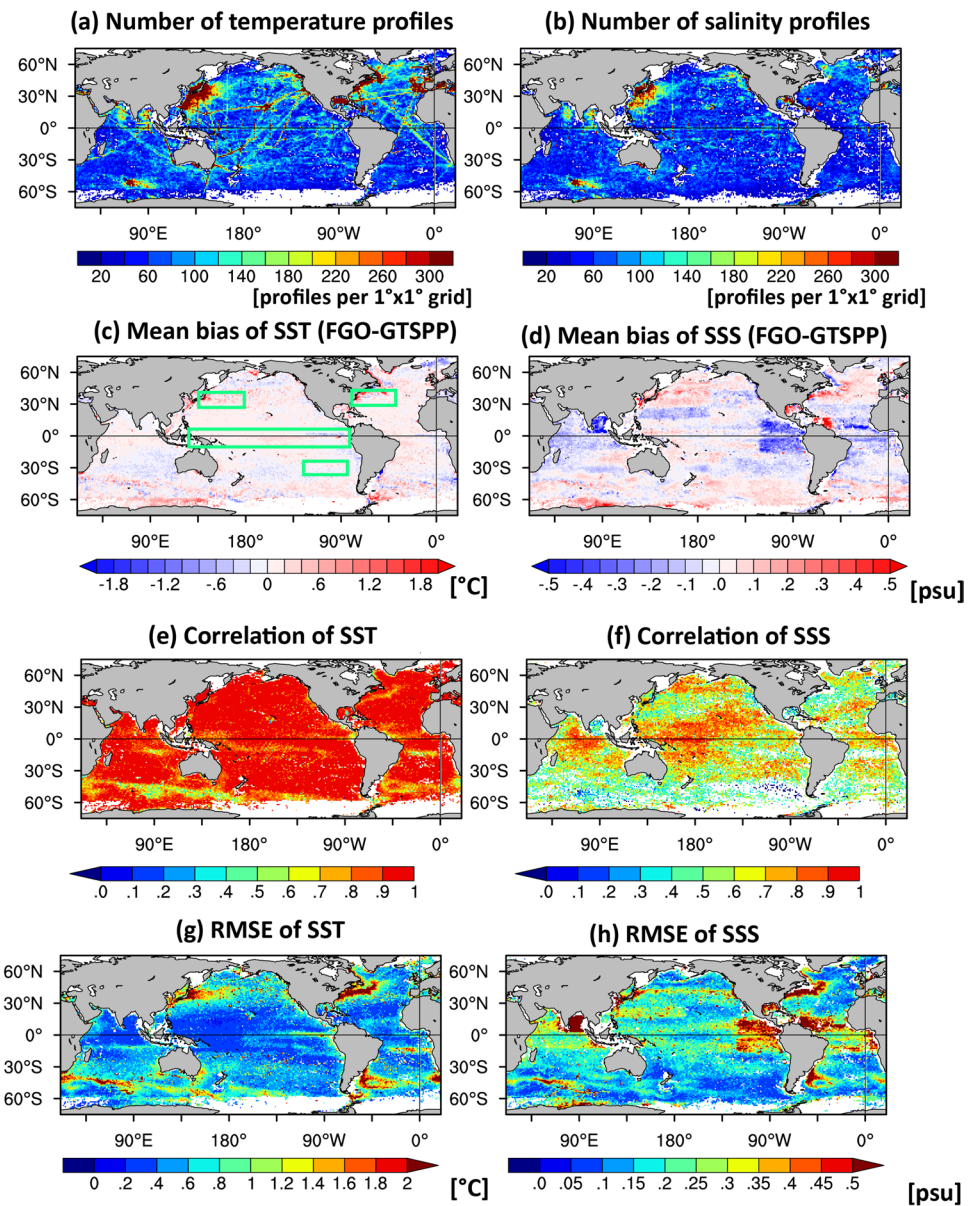 (a) Number of temperature profiles
(b) Number of salinity profiles
60°N
30°N
0°
30°S
60°S
60°N
30°N
0°
30°S
60°S
90°E 180° 90°W 0°
90°E 180° 90°W 0°
20 60 100 140 180 220 260 300
20 60 100 140 180 220 260 300
[profiles per 1°x1° grid]
[profiles per 1°x1° grid]
(c) Mean bias of SST (FGO-GTSPP)
(d) Mean bias of SSS (FGO-GTSPP)
60°N
30°N
0°
30°S
60°S
60°N
30°N
0°
30°S
60°S
90°E 180° 90°W 0°
90°E 180° 90°W 0°
-1.8 -1.2 -.6 0 .6 1.2 1.8
[°C]
-.5 -.4 -.3 -.2 -.1 .0 .1 .2 .3 .4 .5
[psu]
(e) Correlation of SST
(f) Correlation of SSS
60°N
30°N
0°
30°S
60°S
60°N
30°N
0°
30°S
60°S
90°E 180° 90°W 0°
90°E 180° 90°W 0°
.0 .1 .2 .3 .4 .5 .6 .7 .8 .9 1
.0 .1 .2 .3 .4 .5 .6 .7 .8 .9 1
(g) RMSE of SST
(h) RMSE of SSS
60°N
30°N
0°
30°S
60°S
60°N
30°N
0°
30°S
60°S
90°E 180° 90°W 0°
90°E 180° 90°W 0°
0 .2 .4 .6 .8 1 1.2 1.4 1.6 1.8 2
[°C]
.0 .05 .1 .15 .2 .25 .3 .35 .4 .45 .5
[psu]